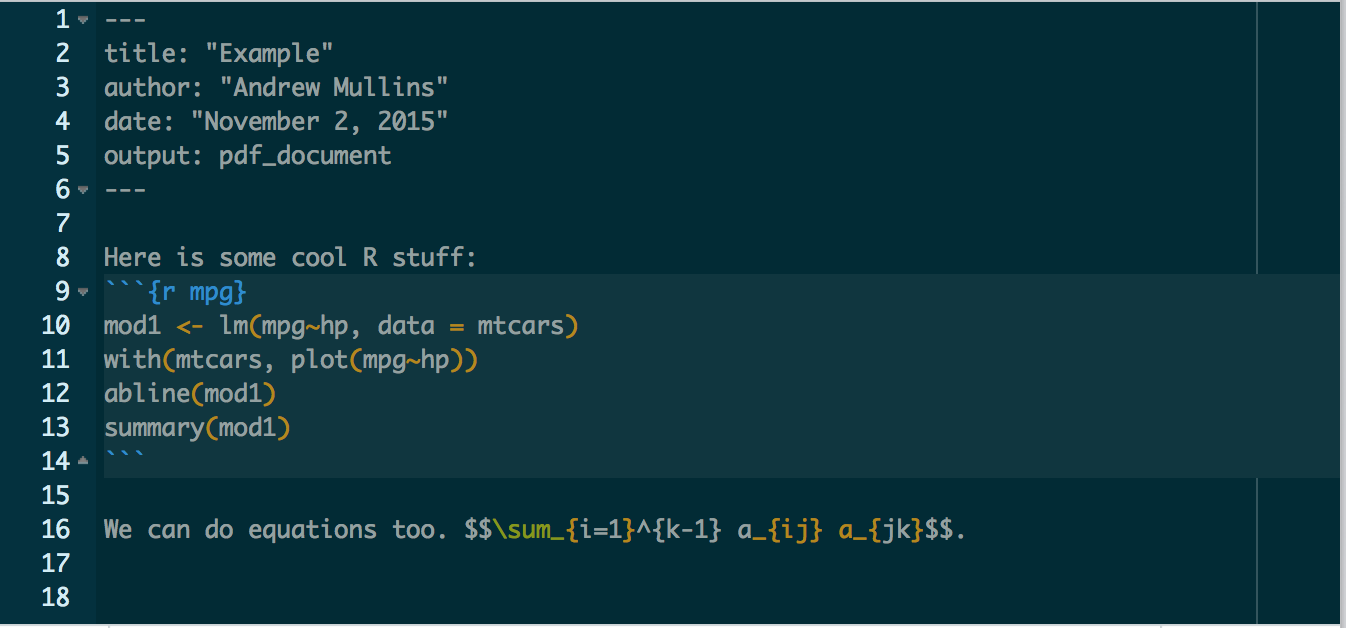 1 ---
2 title: "Example"
3 author: "Andrew Mullins"
4 date: "November 2, 2015"
5 output: pdf_document
6 ---
7
8 Here is some cool R stuff:
9 ```{r mpg}
10 mod1 <- lm(mpg~hp, data = mtcars)
11 with(mtcars, plot(mpg~hp))
12 abline(mod1)
13 summary(mod1)
14 ```
15
16 We can do equations too. $$\sum_{i=1}^{k-1} a_{ij} a_{jk}$$.
17
18